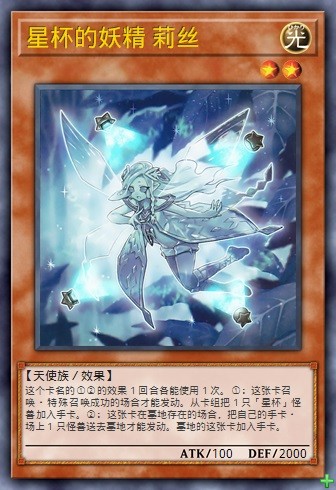 星杯的妖精 莉丝
光
【天使族／效果】
这个卡名的①②的效果１回合各能使用１次。①：这张卡召
唤・特殊召唤成功的场合才能发动。从卡组把１只「星杯」怪
兽加入手卡。②：这张卡在墓地存在的场合，把自己的手卡・
场上１只怪兽送去墓地才能发动。墓地的这张卡加入手卡。
ATK/100 DEF/2000